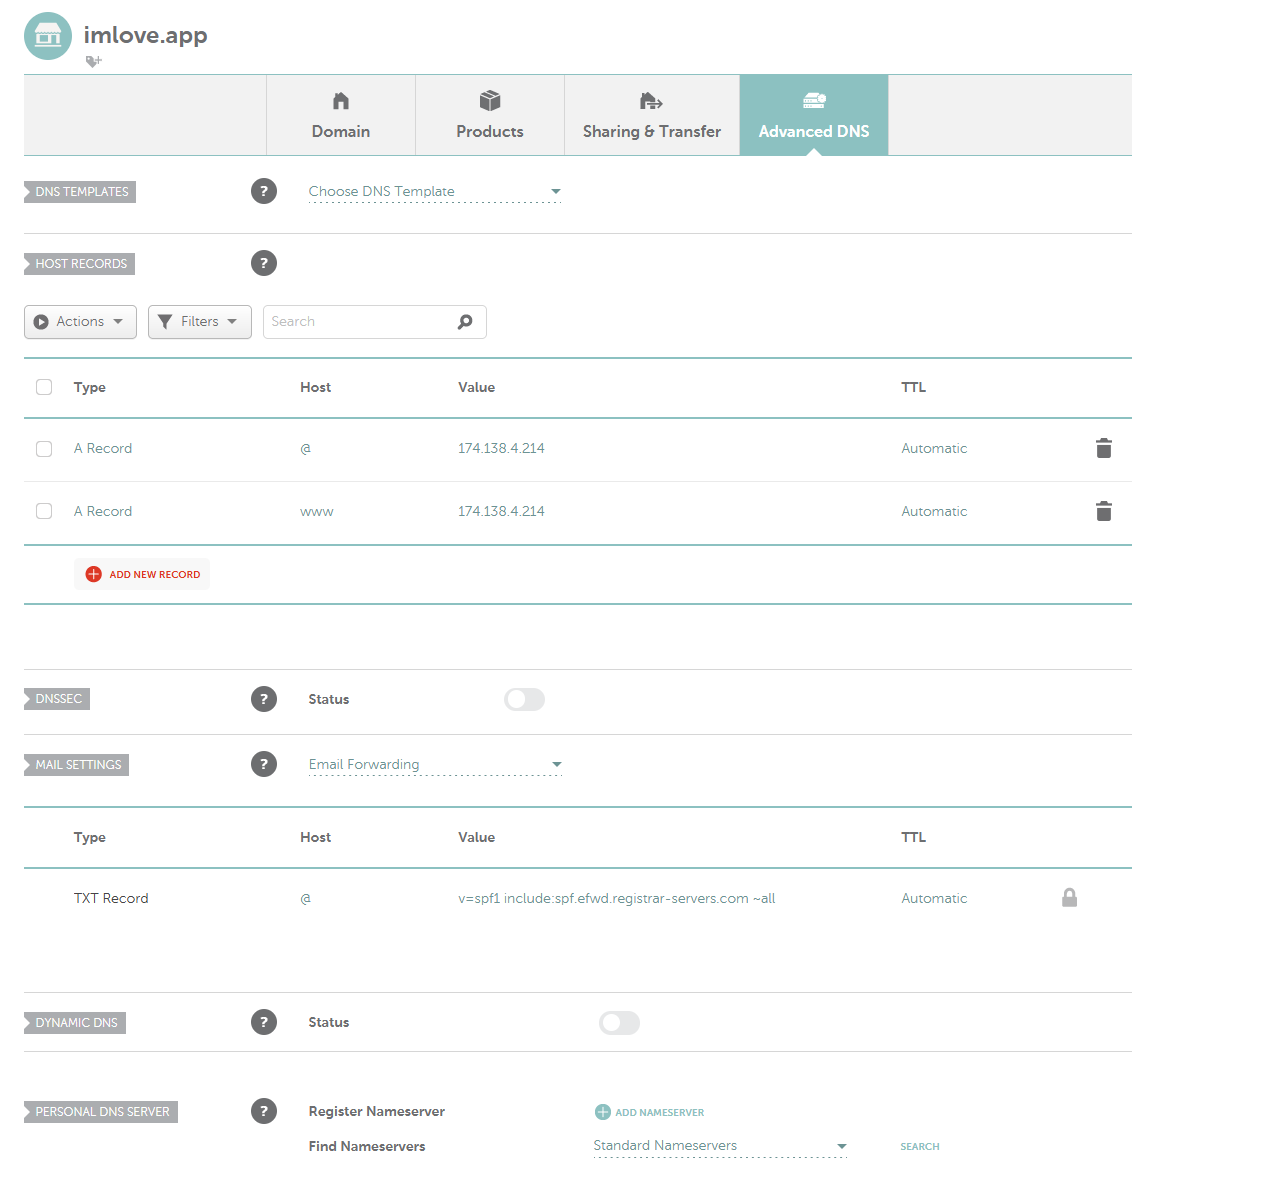 imlove.app
Domain
Products
Sharing & Transfer
Advanced DNS
DNS TEMPLATES ? Choose DNS Template
HOST RECORDS ?
Actions Filters Search
Type Host Value TTL
A Record @ 174.138.4.214 Automatic
A Record www 174.138.4.214 Automatic
ADD NEW RECORD
DNSSEC ? Status
MAIL SETTINGS ? Email Forwarding
Type Host Value TTL
TXT Record @ v=spf1 include:spf.efwd.registrar-servers.com ~all Automatic
DYNAMIC DNS ? Status
PERSONAL DNS SERVER ? Register Nameserver ADD NAMESERVER
Find Nameservers Standard Nameservers SEARCH